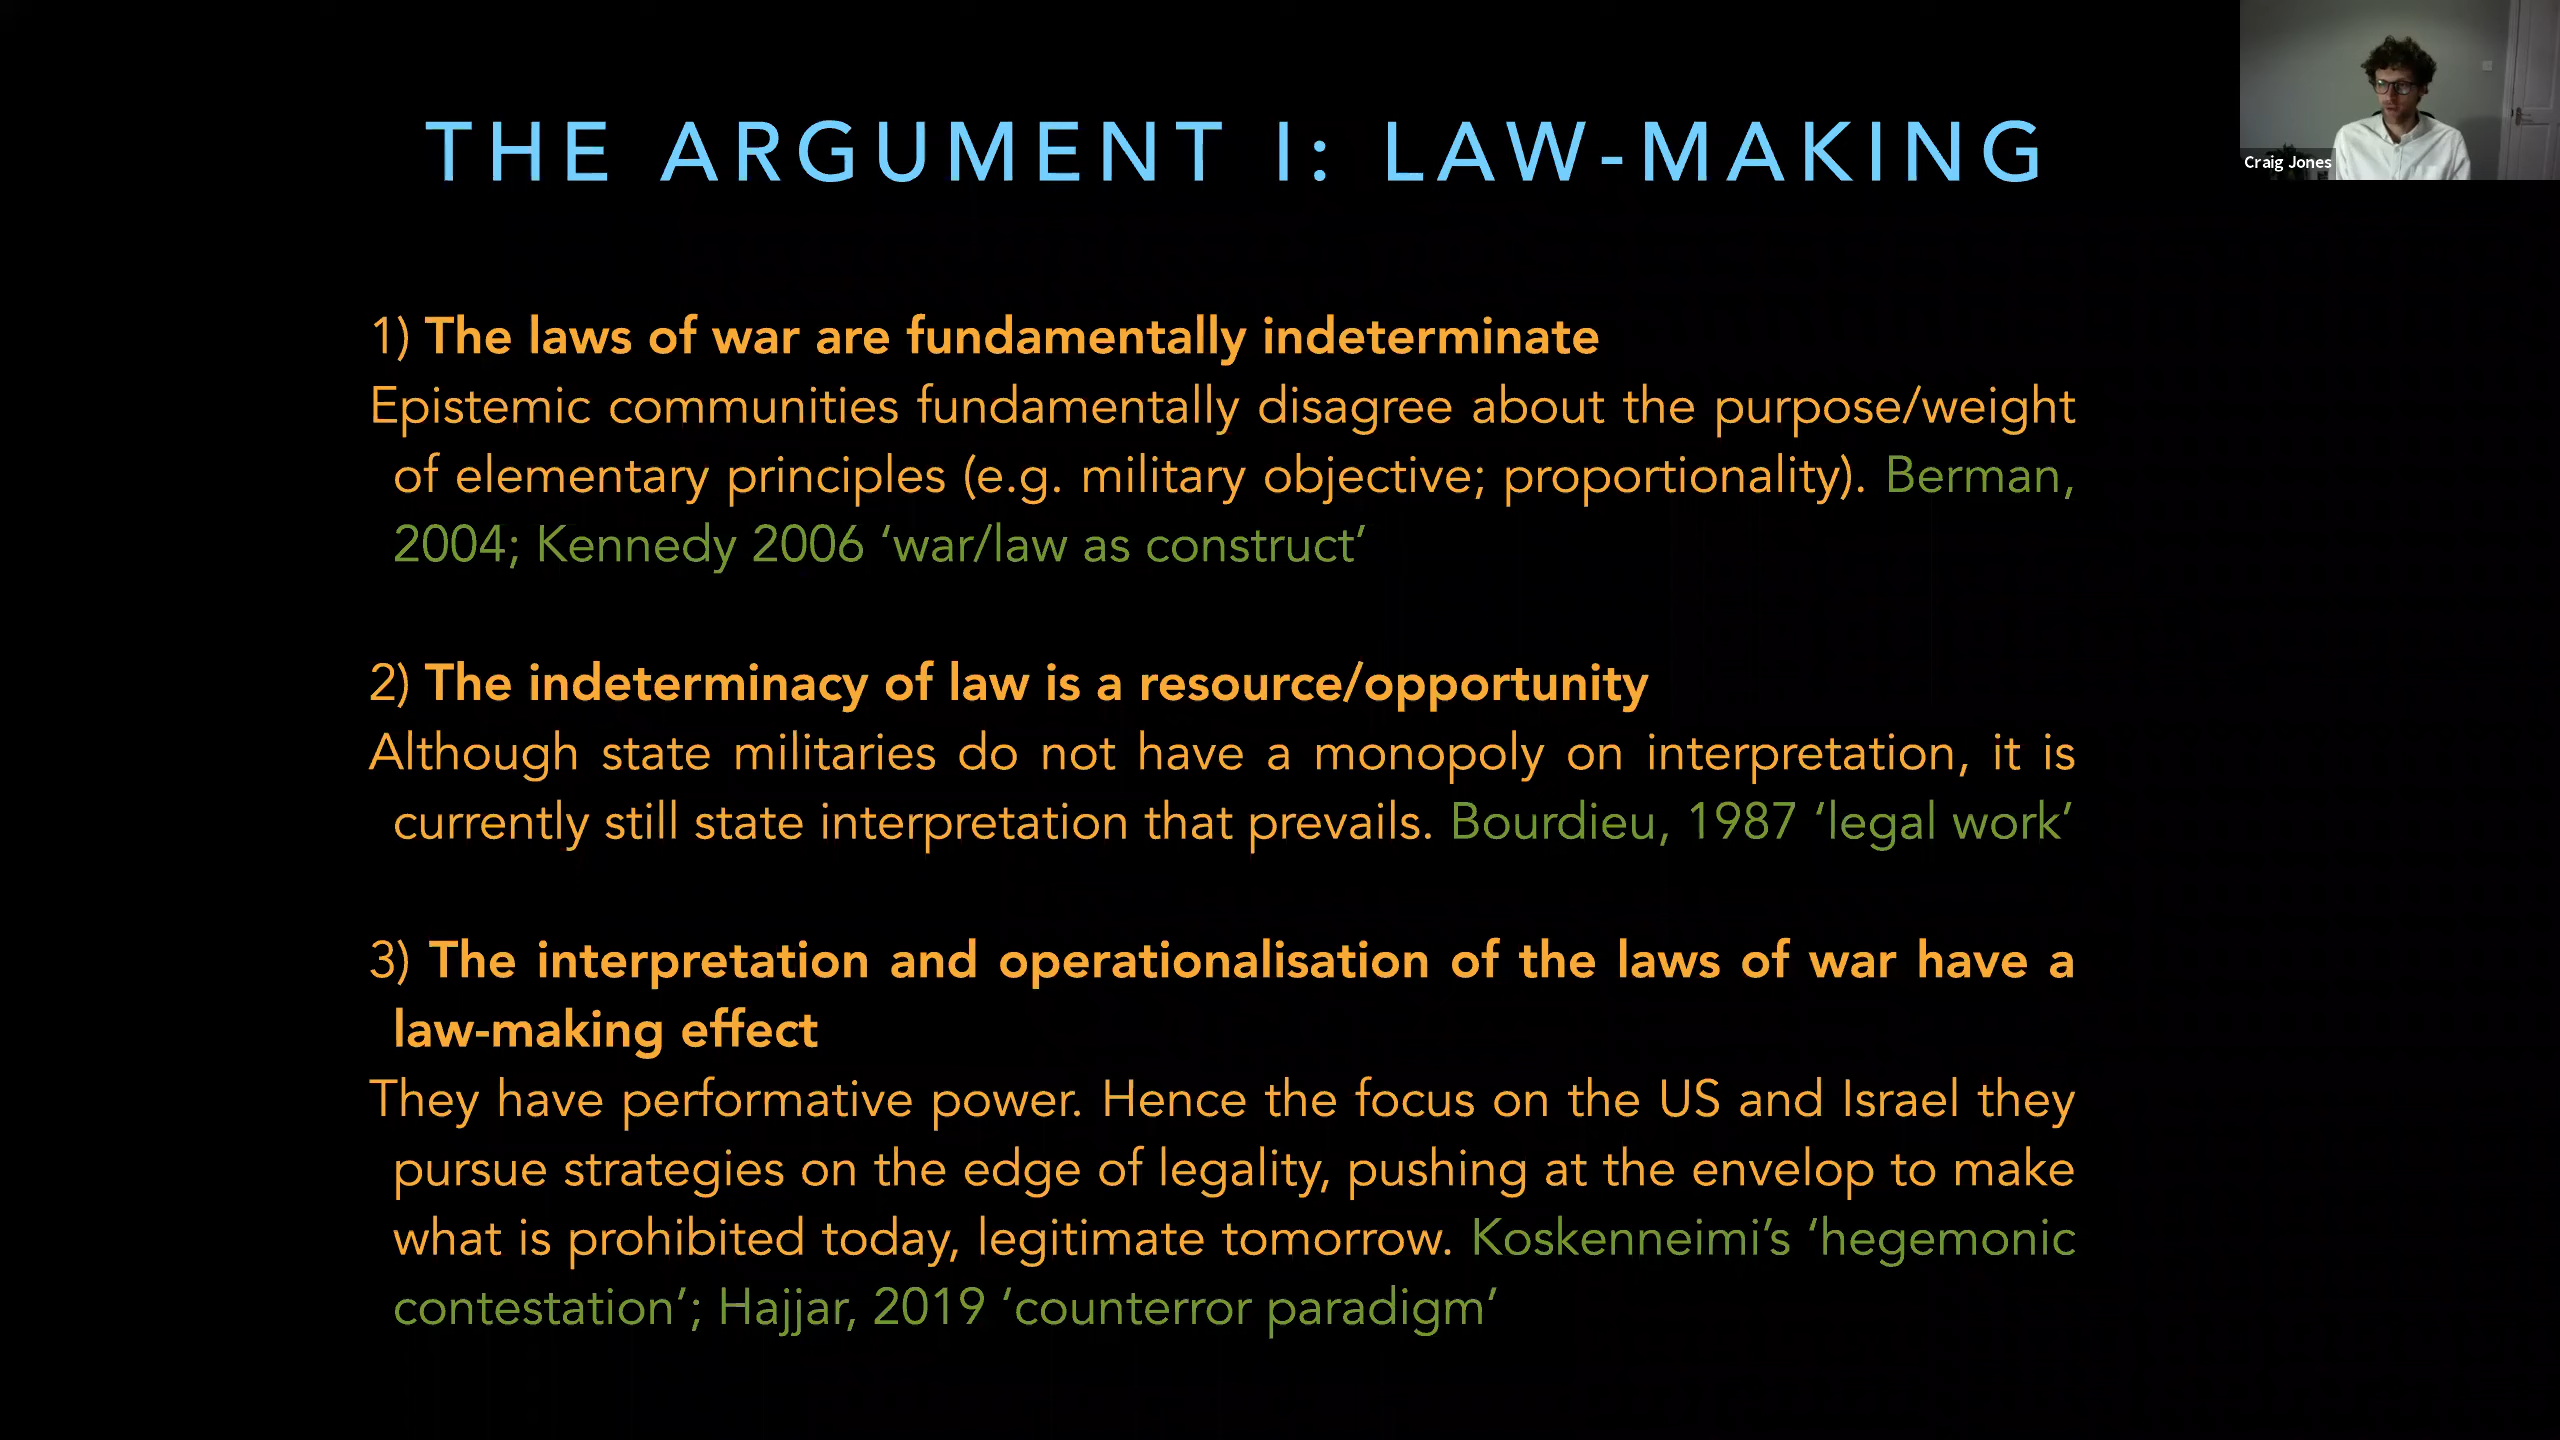 THE ARGUMENT I: LAW-MAKING
Craig Jones
1) The laws of war are fundamentally indeterminate
Epistemic communities fundamentally disagree about the purpose/weight
of elementary principles (e.g. military objective; proportionality). Berman,
2004; Kennedy 2006 ‘war/law as construct’
2) The indeterminacy of law is a resource/opportunity
Although state militaries do not have a monopoly on interpretation, it is
currently still state interpretation that prevails. Bourdieu, 1987 ‘legal work’
3) The interpretation and operationalisation of the laws of war have a
law-making effect
They have performative power. Hence the focus on the US and Israel they
pursue strategies on the edge of legality, pushing at the envelop to make
what is prohibited today, legitimate tomorrow. Koskenneimi’s ‘hegemonic
contestation’; Hajjar, 2019 ‘counterror paradigm’